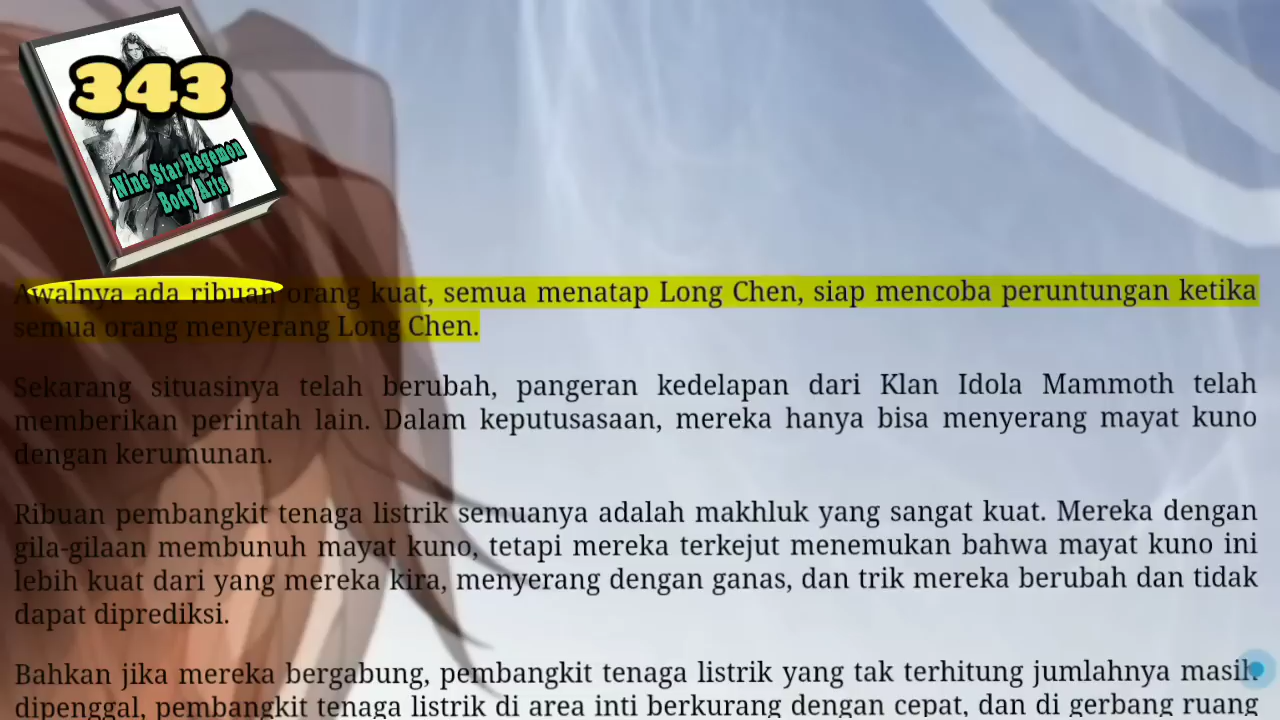 343
Nine Star Hegemon
Body Arts
Awalnya ada ribuan orang kuat, semua menatap Long Chen, siap mencoba peruntungan ketika
semua orang menyerang Long Chen.
Sekarang situasinya telah berubah, pangeran kedelapan dari Klan Idola Mammoth telah
memberikan perintah lain. Dalam keputusasaan, mereka hanya bisa menyerang mayat kuno
dengan kerumunan.
Ribuan pembangkit tenaga listrik semuanya adalah makhluk yang sangat kuat. Mereka dengan
gila-gilaan membunuh mayat kuno, tetapi mereka terkejut menemukan bahwa mayat kuno ini
lebih kuat dari yang mereka kira, menyerang dengan ganas, dan trik mereka berubah dan tidak
dapat diprediksi.
Bahkan jika mereka bergabung, pembangkit tenaga listrik yang tak terhitung jumlahnya masih
dipenggal, pembangkit tenaga listrik di area inti berkurang dengan cepat, dan di gerbang ruang